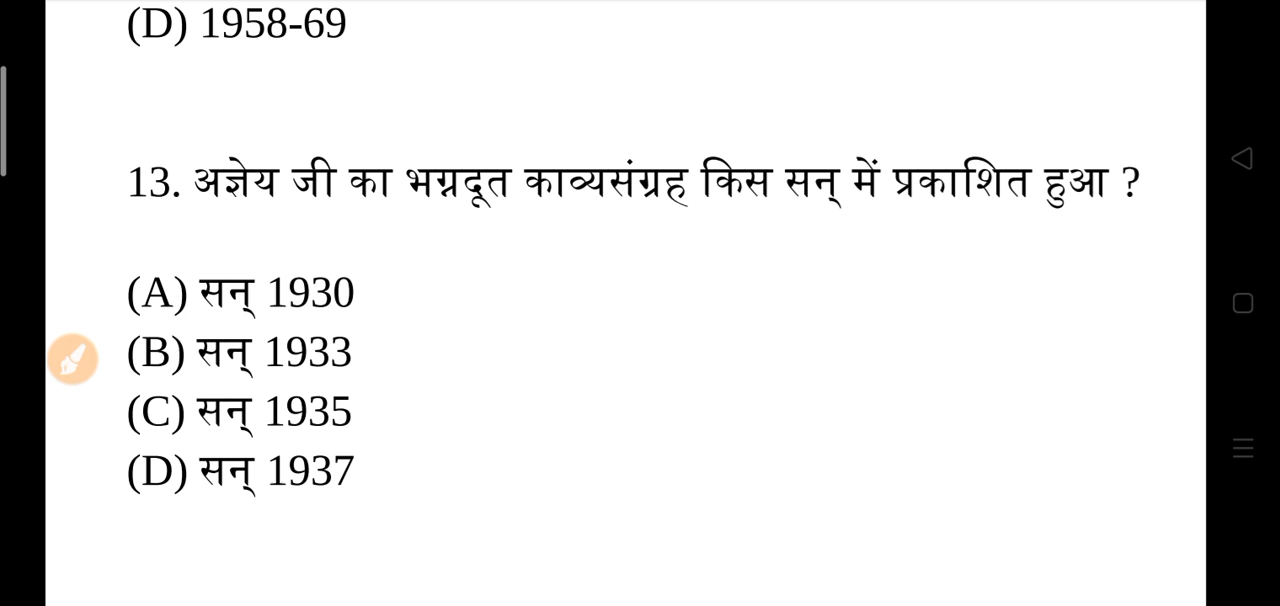 (D) 1958-69
13. अज्ञेय जी का भग्नदूत काव्यसंग्रह किस सन् में प्रकाशित हुआ ?
(A) सन् 1930
(B) सन् 1933
(C) सन् 1935
(D) सन् 1937